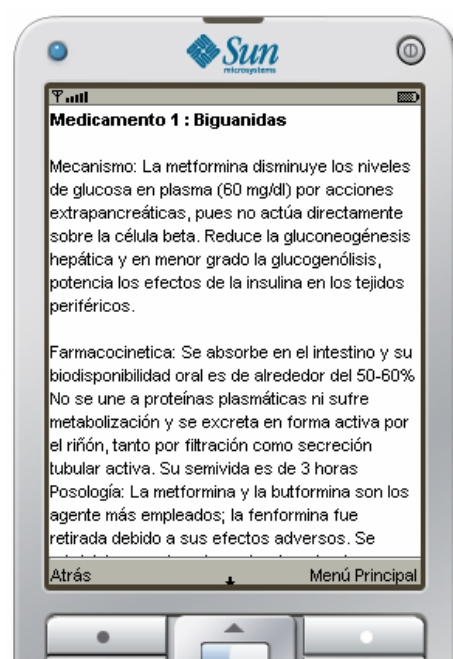 Sun
microsystems
Medicamento 1 : Biguanidas
Mecanismo: La metformina disminuye los niveles
de glucosa en plasma (60 mg/dl) por acciones
extrapancreáticas, pues no actúa directamente
sobre la célula beta. Reduce la gluconeogénesis
hepática y en menor grado la glucogenólisis,
potencia los efectos de la insulina en los tejidos
periféricos.
Farmacocinetica: Se absorbe en el intestino y su
biodisponibilidad oral es de alrededor del 50-60%
No se une a proteínas plasmáticas ni sufre
metabolización y se excreta en forma activa por
el riñón, tanto por filtración como secreción
tubular activa. Su semivida es de 3 horas
Posología: La metformina y la butformina son los
agente más empleados; la fenformina fue
retirada debido a sus efectos adversos. Se
Atrás
Menú Principal